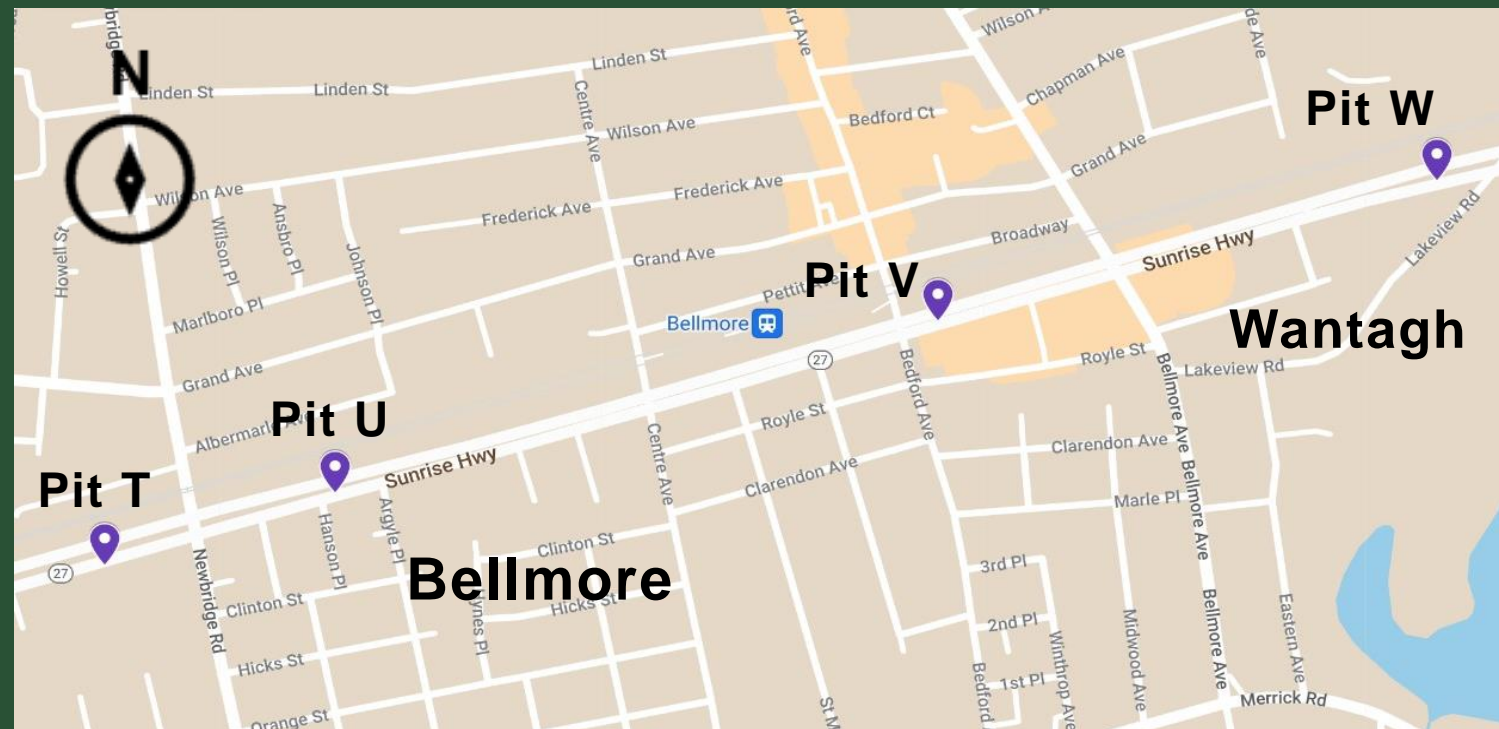 N
Linden St
Linden St
Linden St
Centre Ave
Wilson Ave
Bedford Ct
Chapman Ave
Pit W
Grand Ave
Wilson Ave
Wilson Pl
Ansbro Pl
Johnson Pl
Howell St
Frederick Ave
Frederick Ave
Grand Ave
Broadway
Sunrise Hwy
Lakeview Rd
Marlboro Pl
Pettit Ave
Pit V
Bellmore
27
Wantagh
Royle St
Lakeview Rd
Bellmore Ave
Grand Ave
Bedford Ave
Royle St
Pit U
Sunrise Hwy
Centre Ave
Clarendon Ave
Clarendon Ave
Marle Pl
Bellmore Ave
Pit T
27
Newbridge Rd
Hanson Pl
Argyle Pl
Clinton St
Bellmore
Clinton St
Hicks St
3rd Pl
2nd Pl
1st Pl
Winthrop Ave
Midwood Ave
Bellmore Ave
Eastern Ave
Hicks St
Orange St
Bedford
Merrick Rd